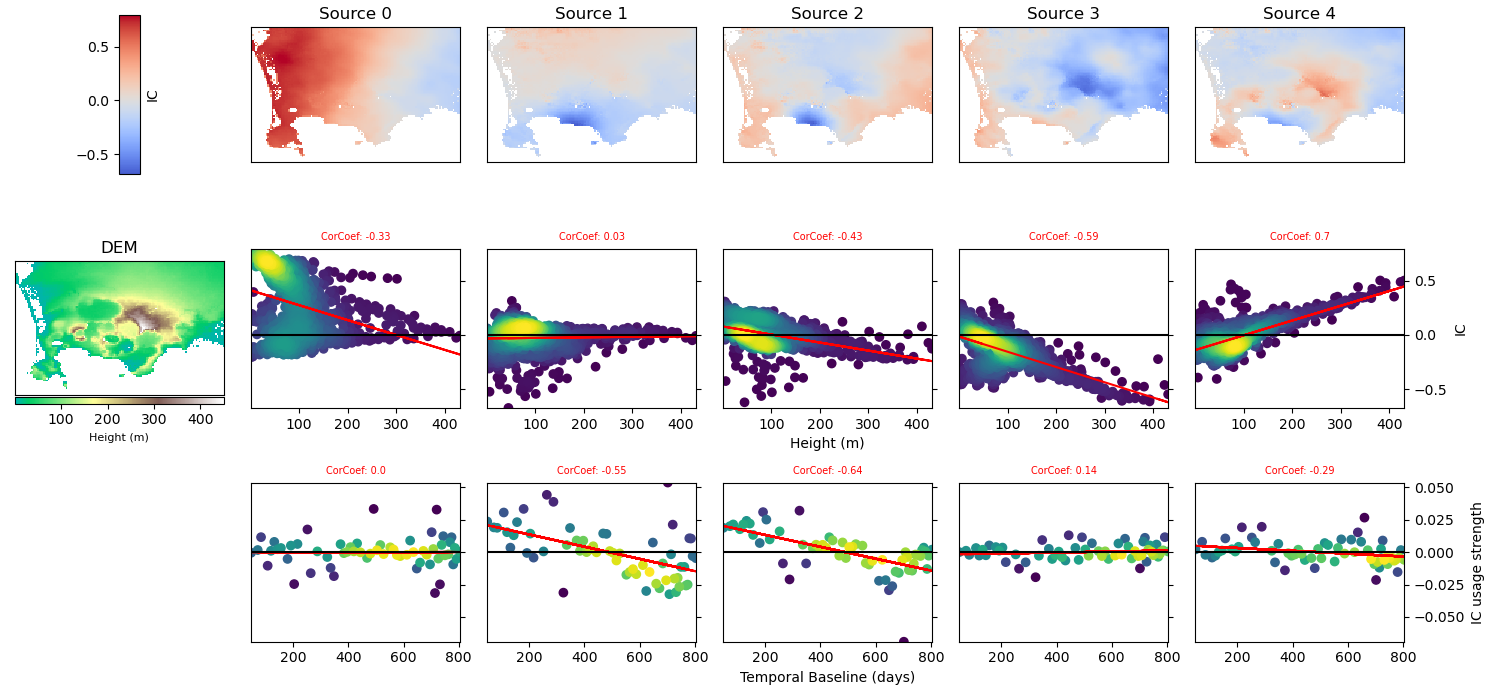 Source 0 Source 1 Source 2 Source 3 Source 4
0.5
0.0
−0.5
IC
DEM
100 200 300 400
Height (m)
CorCoef: -0.33 CorCoef: 0.03 CorCoef: -0.43 CorCoef: -0.59 CorCoef: 0.7
0.5
0.0
−0.5
IC
100 200 300 400 100 200 300 400 100 200 300 400 100 200 300 400 100 200 300 400
Height (m)
CorCoef: 0.0 CorCoef: -0.55 CorCoef: -0.64 CorCoef: 0.14 CorCoef: -0.29
0.050
0.025
0.000
−0.025
−0.050
IC usage strength
200 400 600 800 200 400 600 800 200 400 600 800 200 400 600 800 200 400 600 800
Temporal Baseline (days)